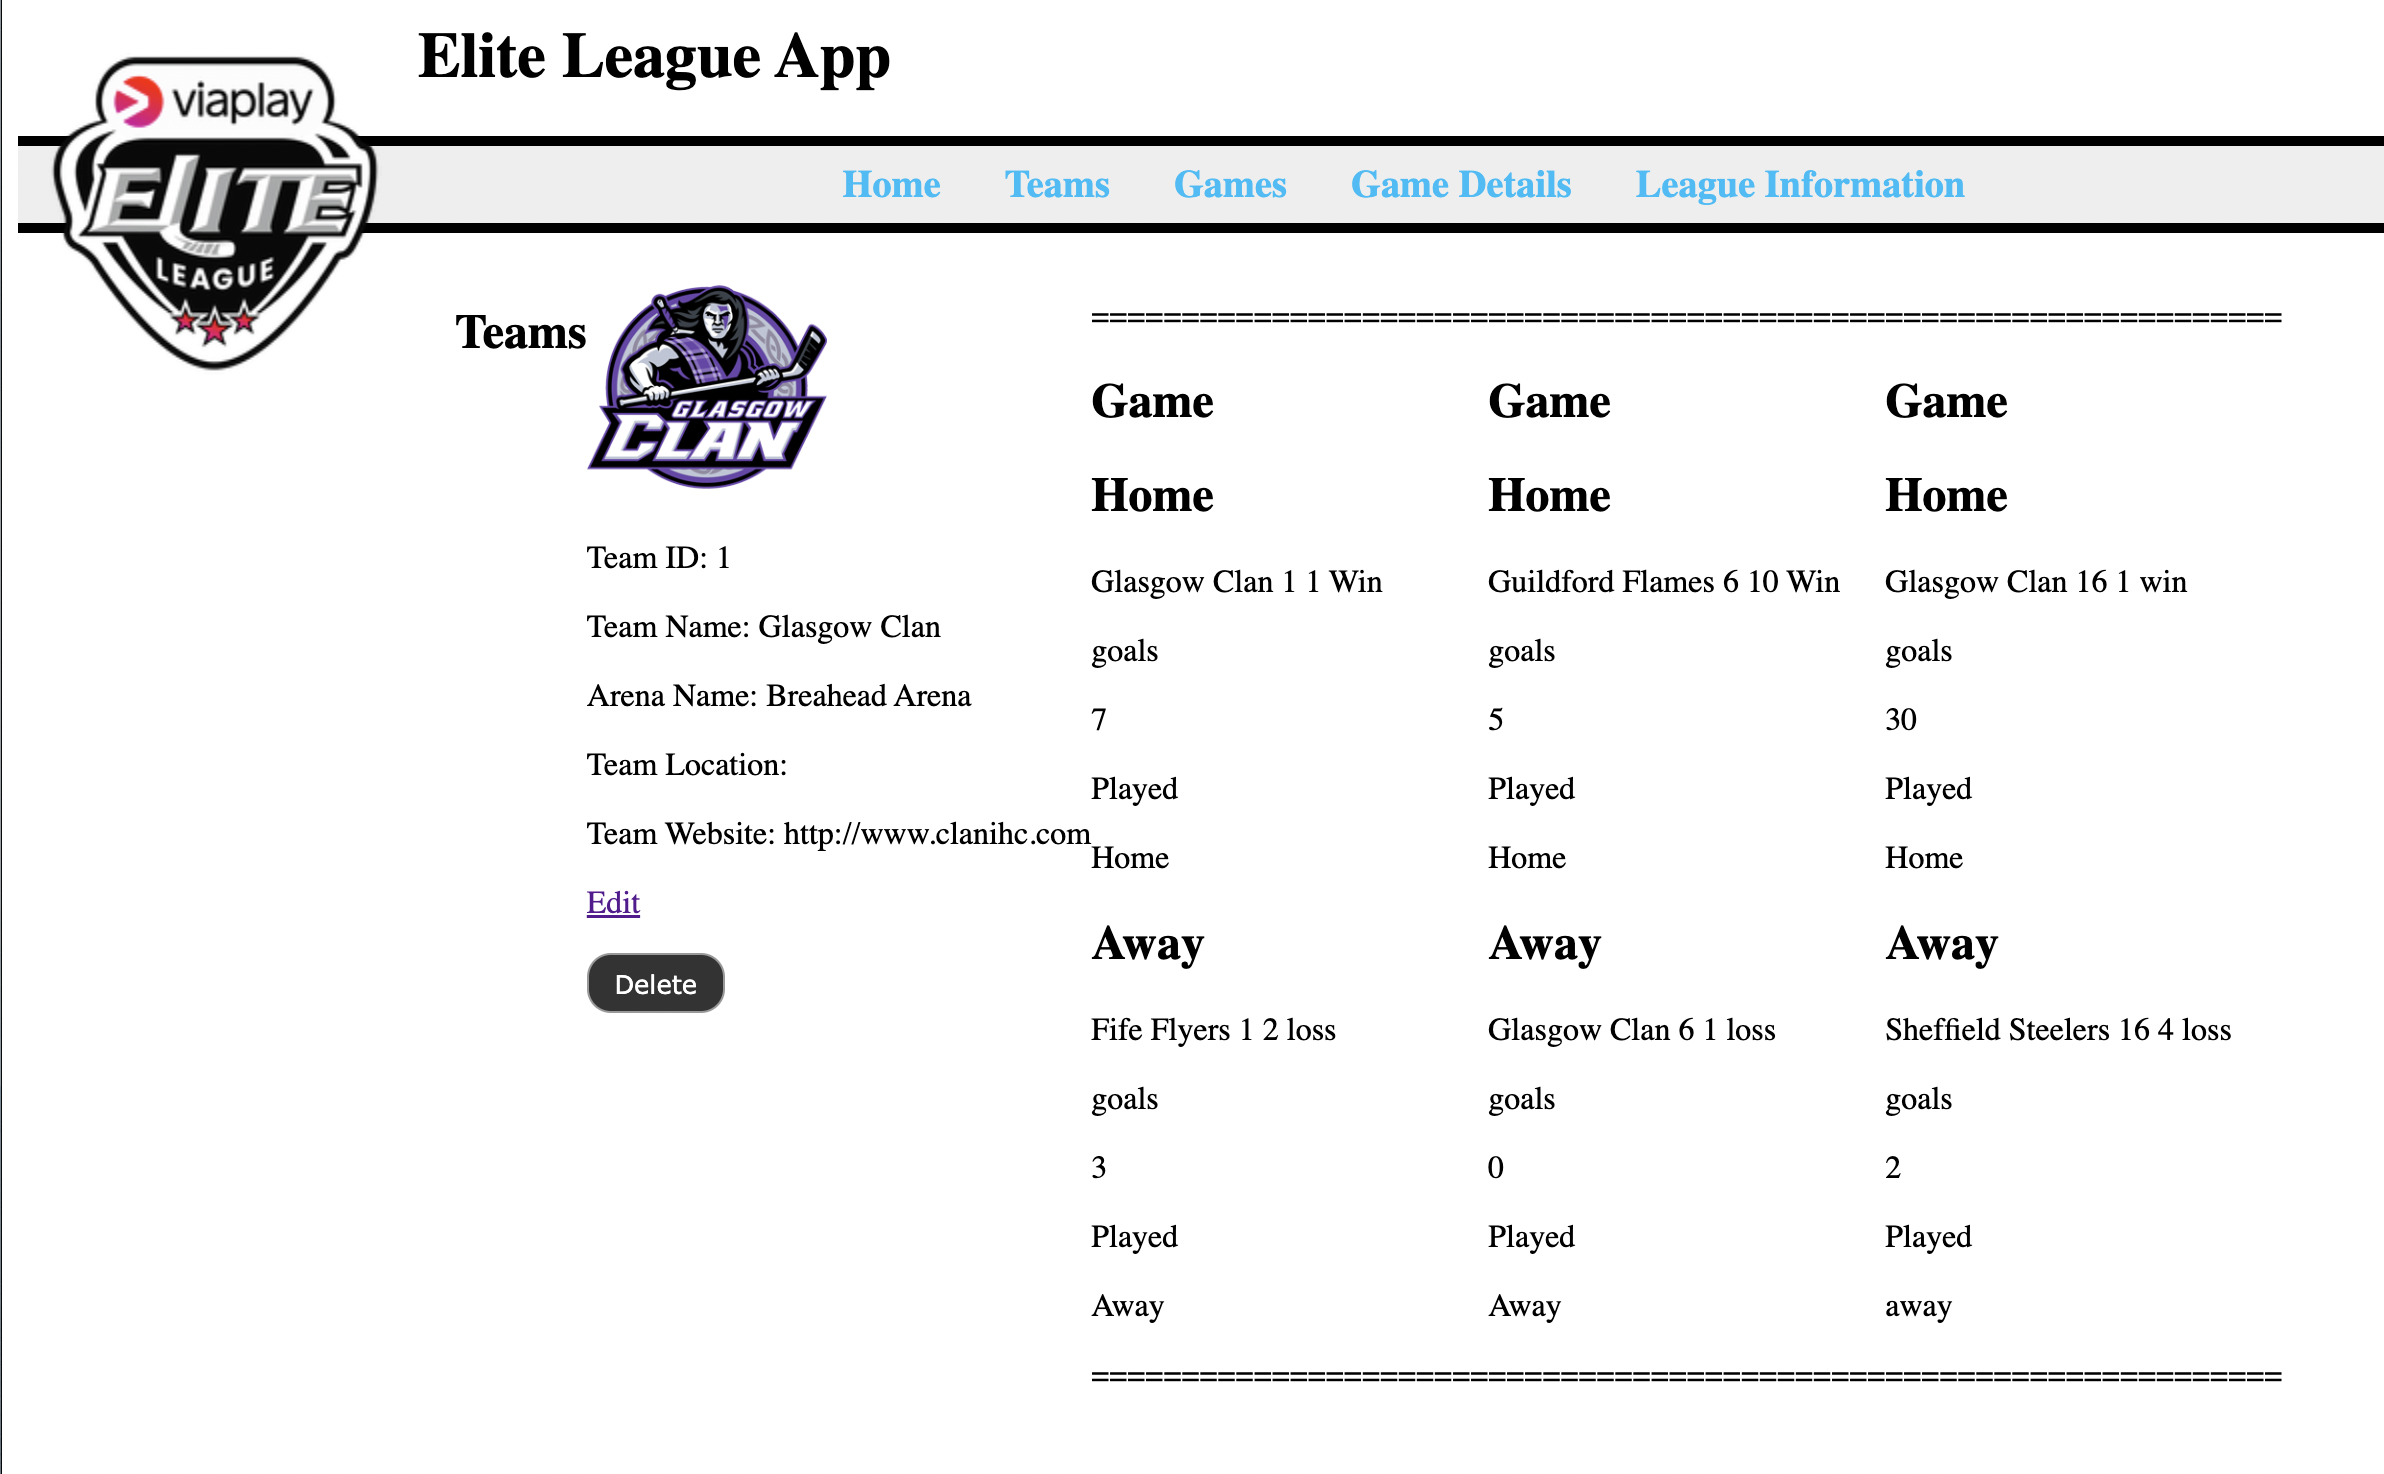 Elite League App
viaplay
ELITE
LEAGUE
Home Teams Games Game Details League Information
Teams
GLASGOW
CLAN
Team ID: 1
Team Name: Glasgow Clan
Arena Name: Breahead Arena
Team Location:
Team Website: http://www.clanihc.com
Edit
Delete
==================================================================
Game
Home
Glasgow Clan 1 1 Win
goals
7
Played
Home
Away
Fife Flyers 1 2 loss
goals
3
Played
Away
Game
Home
Guildford Flames 6 10 Win
goals
5
Played
Home
Away
Glasgow Clan 6 1 loss
goals
0
Played
Away
Game
Home
Glasgow Clan 16 1 win
goals
30
Played
Home
Away
Sheffield Steelers 16 4 loss
goals
2
Played
away
==================================================================